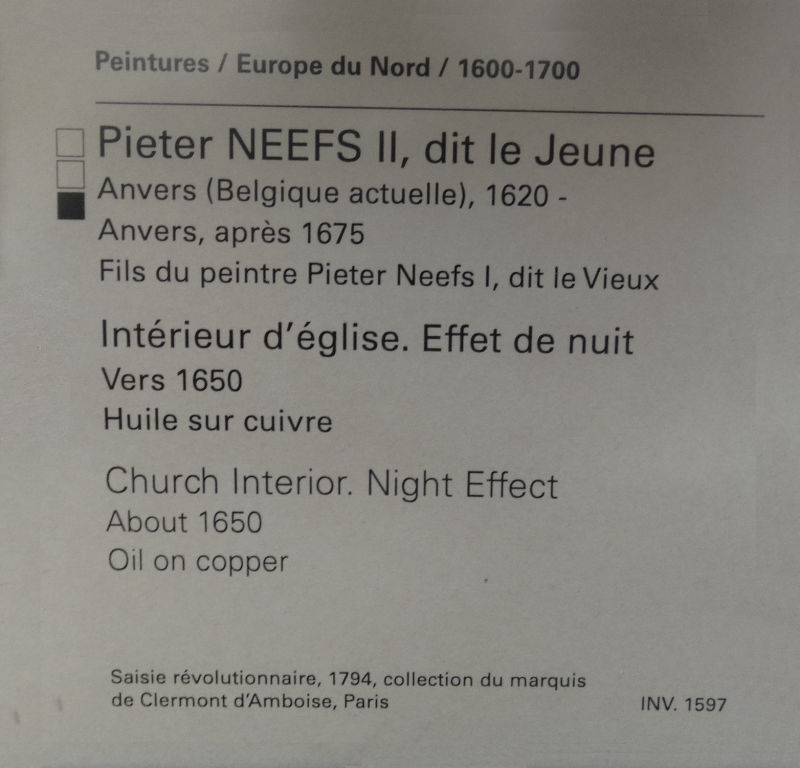 Peintures / Europe du Nord / 1600-1700
Pieter NEEFS II, dit le Jeune
Anvers (Belgique actuelle), 1620 -
Anvers, après 1675
Fils du peintre Pieter Neefs I, dit le Vieux
Intérieur d'église. Effet de nuit
Vers 1650
Huile sur cuivre
Church Interior. Night Effect
About 1650
Oil on copper
Saisie révolutionnaire, 1794, collection du marquis
de Clermont d'Amboise, Paris
INV. 1597